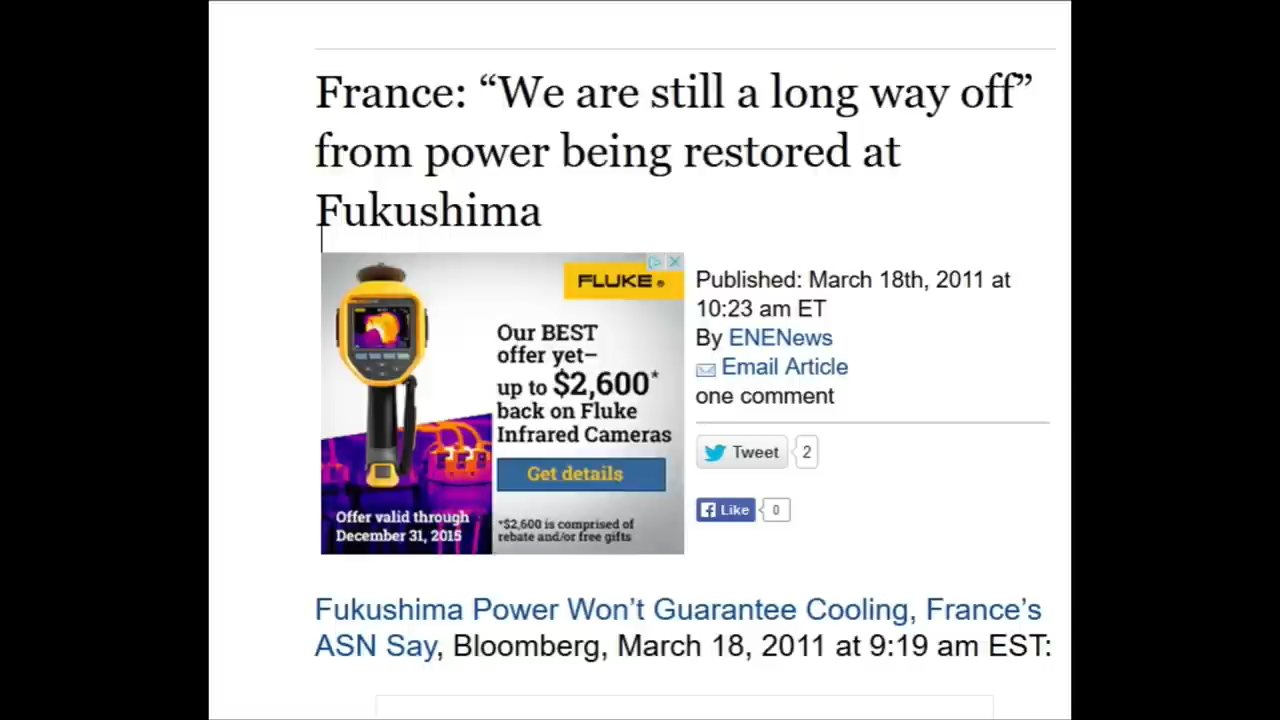 France: “We are still a long way off”
from power being restored at
Fukushima
FLUKE®
Our BEST
offer yet–
up to $2,600*
back on Fluke
Infrared Cameras
Get details
Offer valid through
December 31, 2015
*$2,600 is comprised of
rebate and/or free gifts
Published: March 18th, 2011 at
10:23 am ET
By ENENews
Email Article
one comment
Tweet 2
Like 0
Fukushima Power Won’t Guarantee Cooling, France’s
ASN Say, Bloomberg, March 18, 2011 at 9:19 am EST: